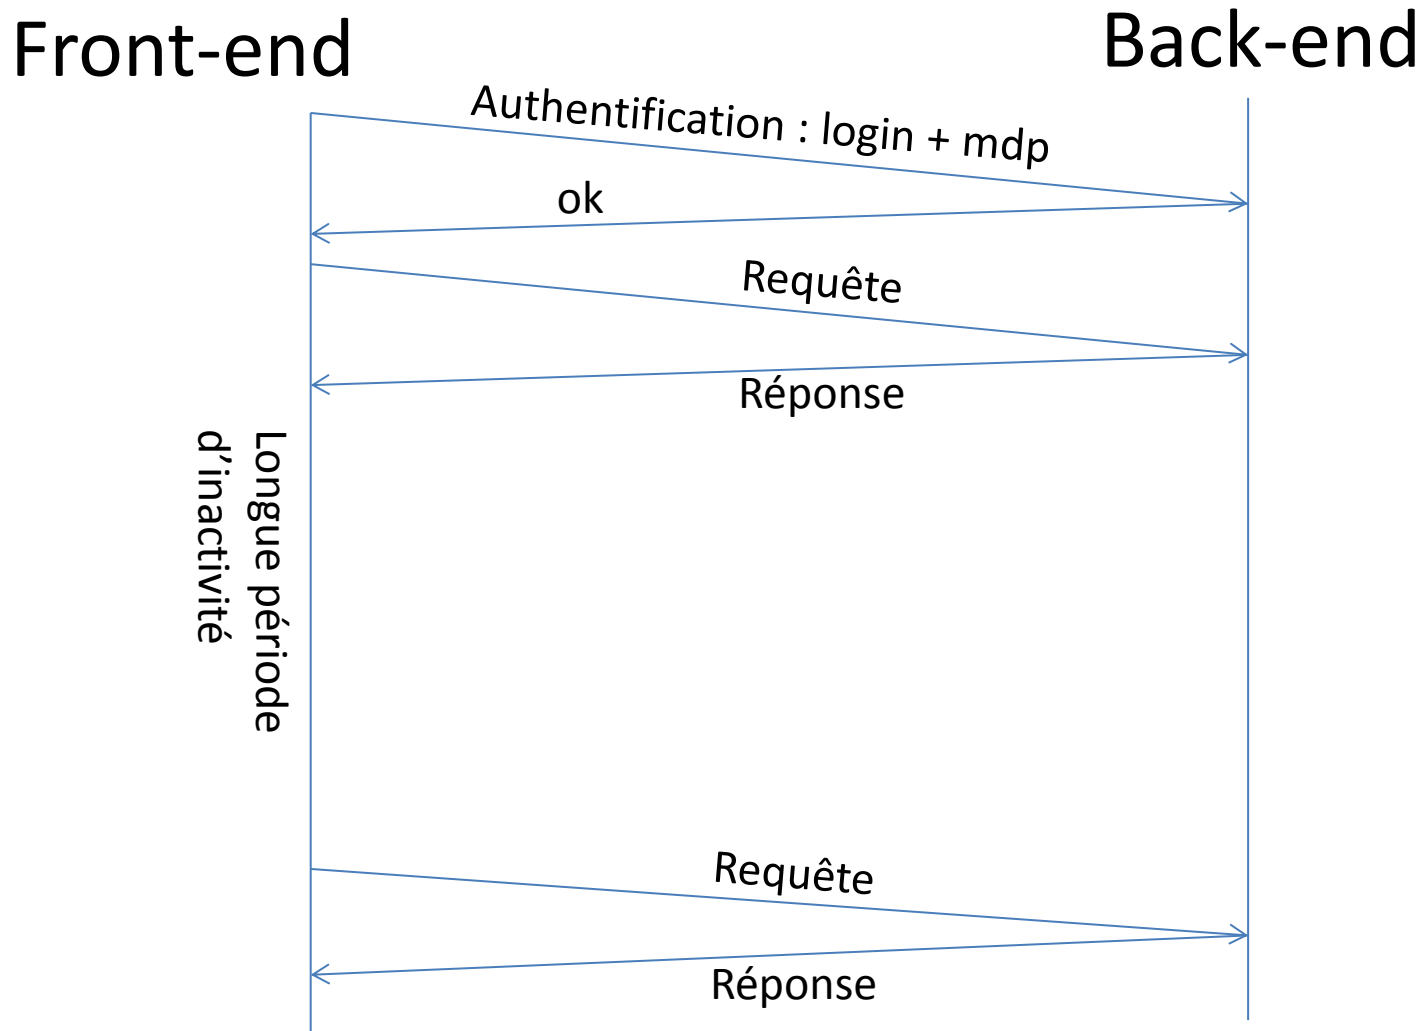 Front-end
Back-end
Authentification : login + mdp
ok
Requête
Réponse
Longue période
d’inactivité
Requête
Réponse